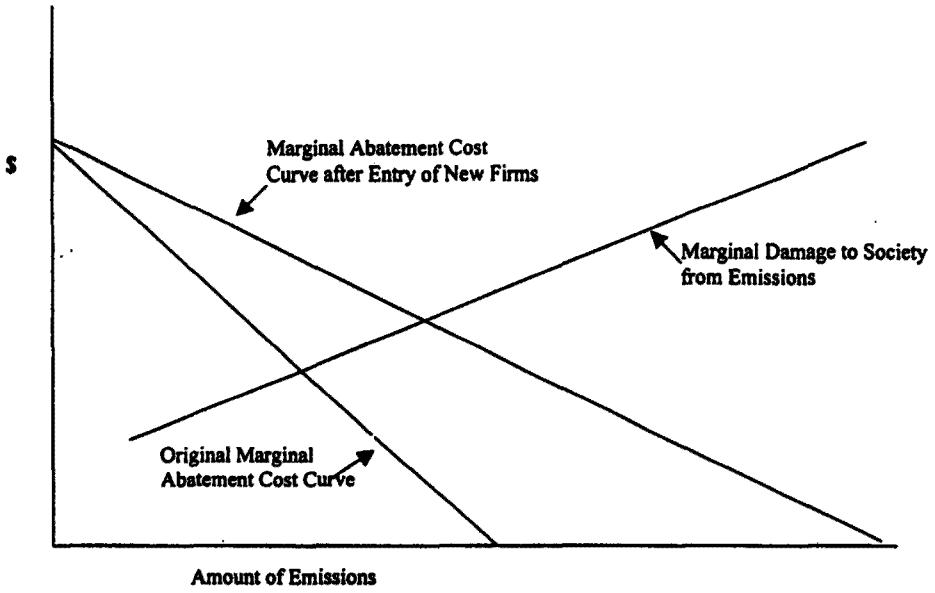 Marginal Abatement Cost
Curve after Entry of New Firms
$
Marginal Damage to Society
from Emissions
Original Marginal
Abatement Cost Curve
Amount of Emissions